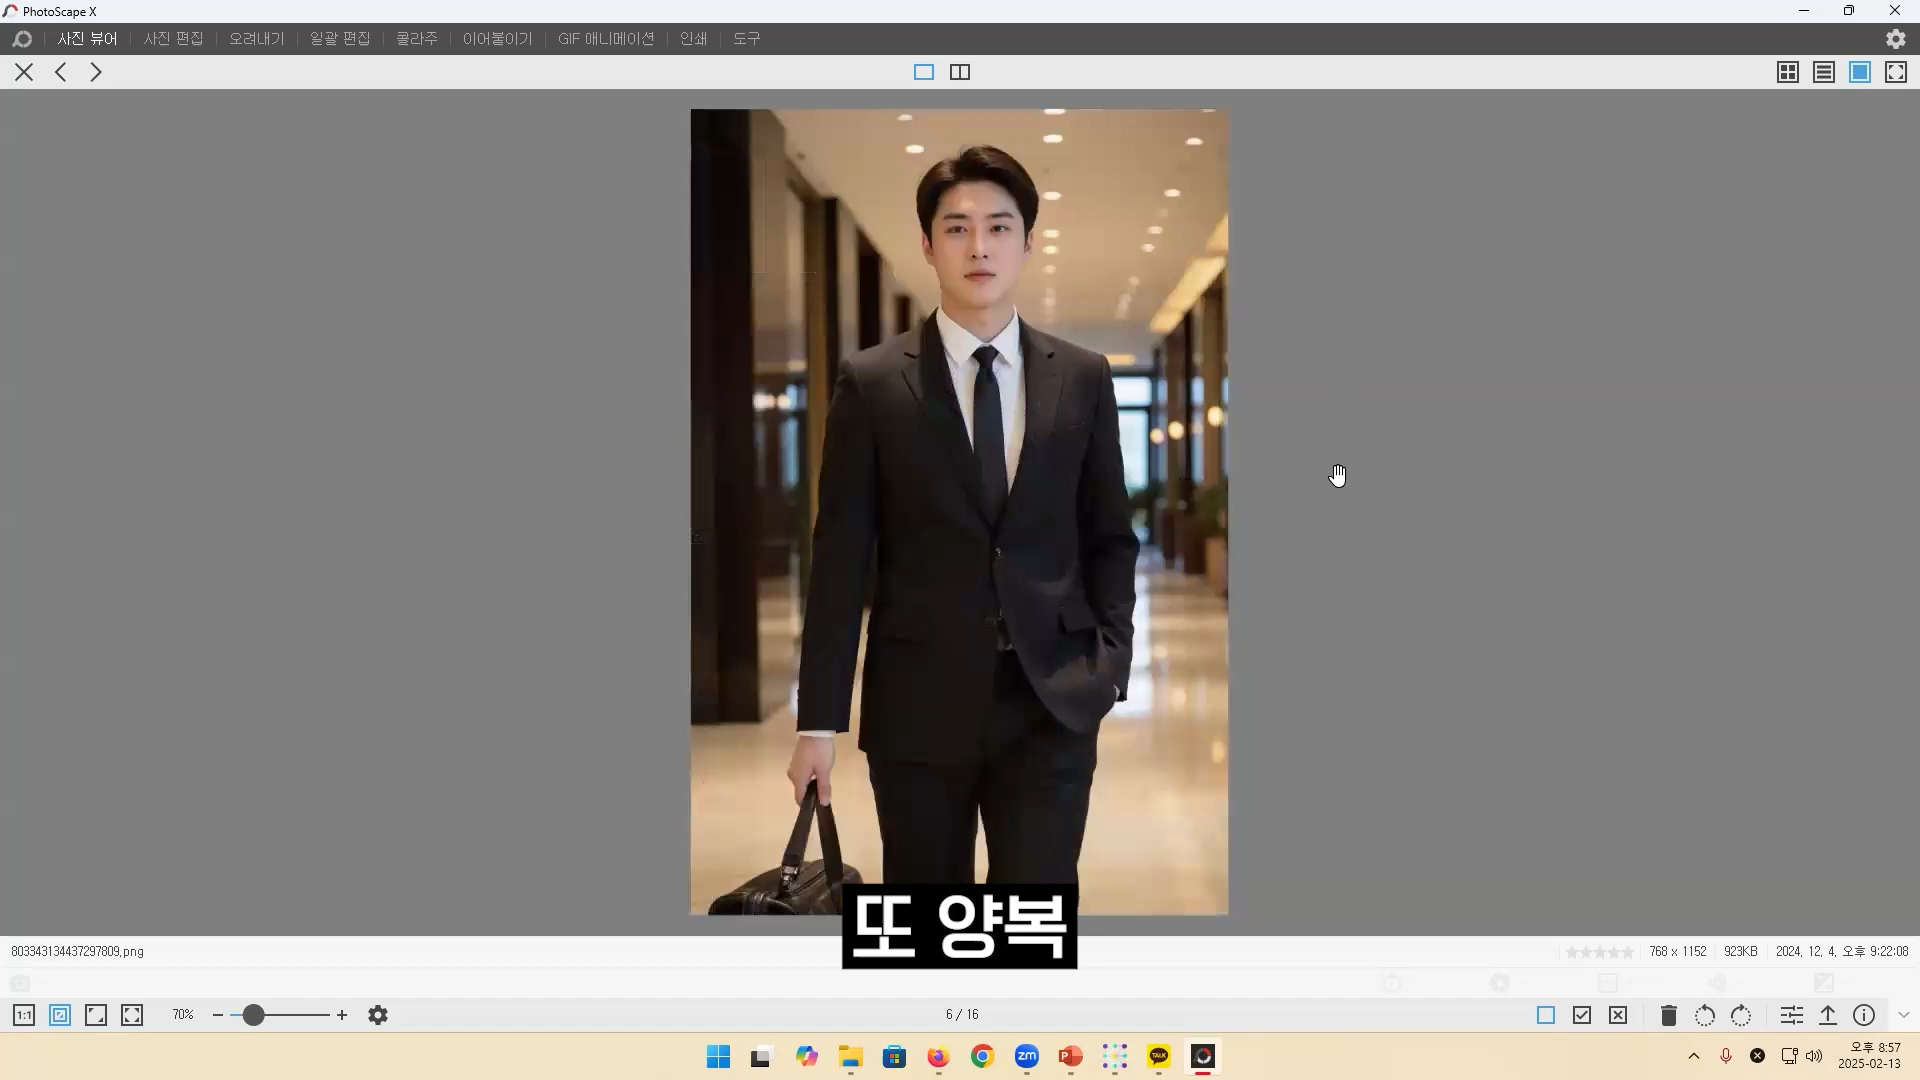 PhotoScape X
사진 뷰어
사진 편집
오려내기
일괄 편집
콜라주
이어붙이기
GIF 애니메이션
인쇄
도구
또 양복
803343134437297809.png
768 x 1152
923KB
2024. 12. 4. 오후 9:22:08
1:1
70%
6 / 16
zm
P
TALK
오후 8:57
2025-02-13